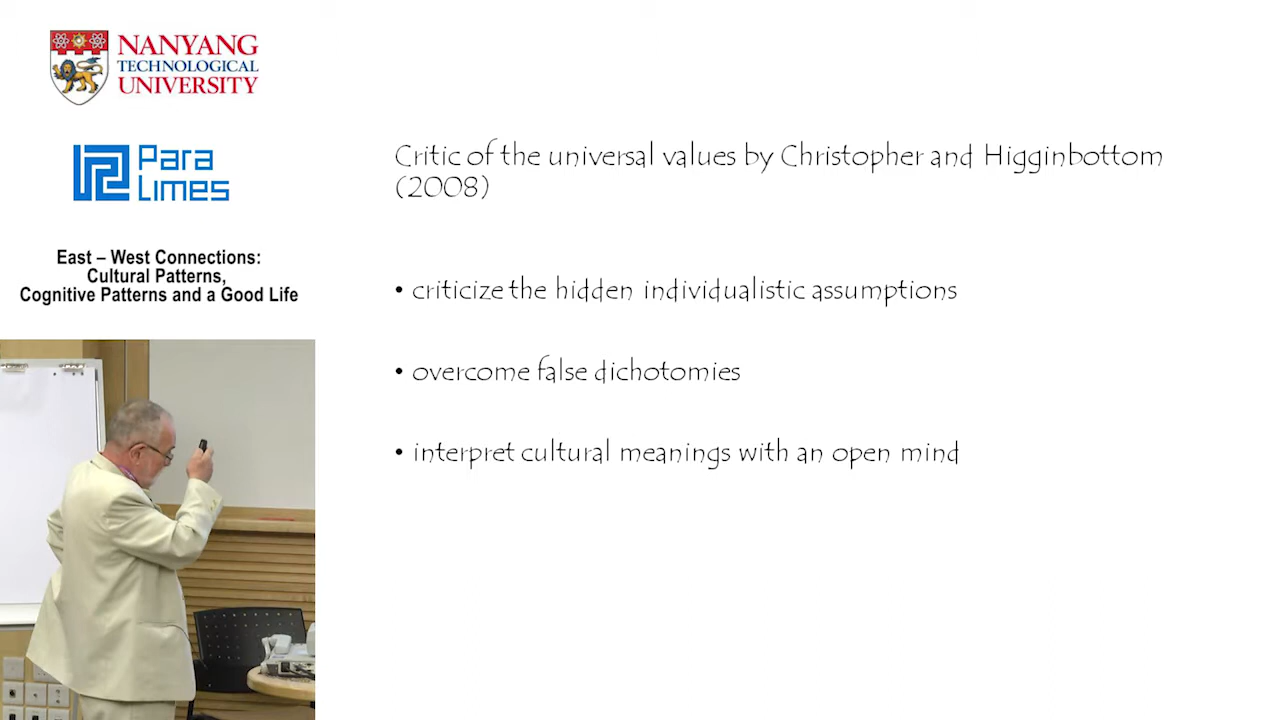 NANYANG
TECHNOLOGICAL
UNIVERSITY
Para
Limes
East – West Connections:
Cultural Patterns,
Cognitive Patterns and a Good Life
Critic of the universal values by Christopher and Higginbottom
(2008)
• criticize the hidden individualistic assumptions
• overcome false dichotomies
• interpret cultural meanings with an open mind